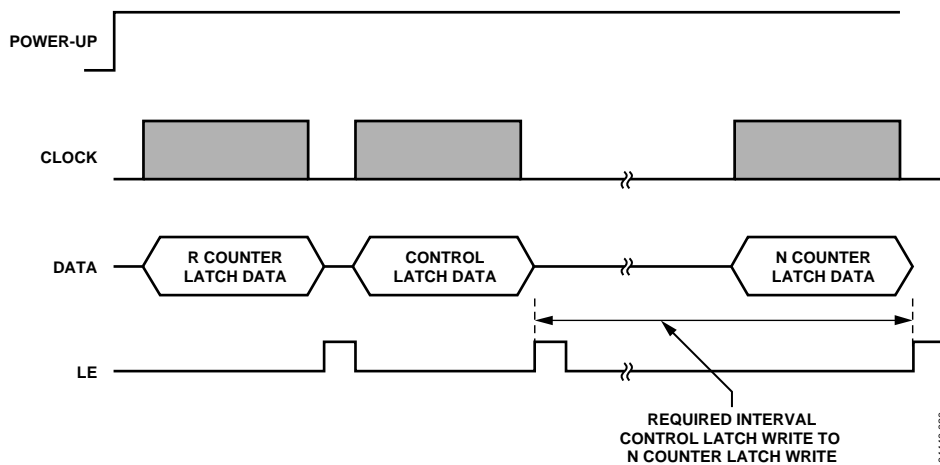 POWER-UP
CLOCK
DATA
R COUNTER
LATCH DATA
CONTROL
LATCH DATA
N COUNTER
LATCH DATA
LE
REQUIRED INTERVAL
CONTROL LATCH WRITE TO
N COUNTER LATCH WRITE